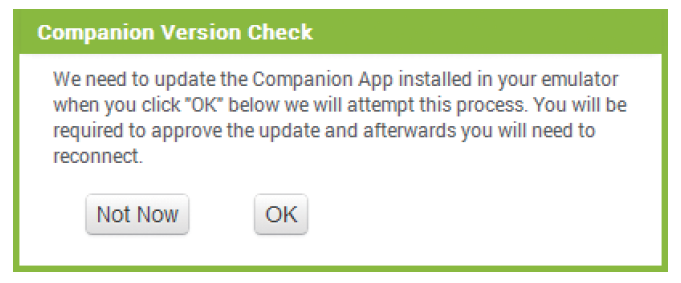 Companion Version Check
We need to update the Companion App installed in your emulator
when you click "OK" below we will attempt this process. You will be
required to approve the update and afterwards you will need to
reconnect.
Not Now OK